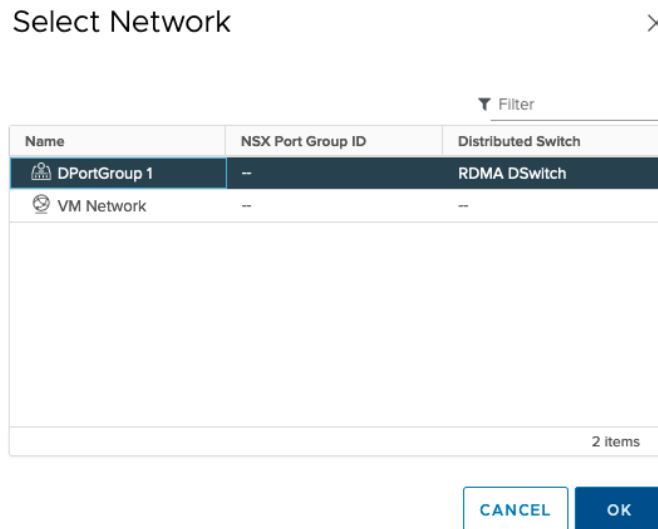 Select Network
Filter
Name NSX Port Group ID Distributed Switch
DPortGroup 1 -- RDMA DSwitch
VM Network -- --
2 items
CANCEL OK